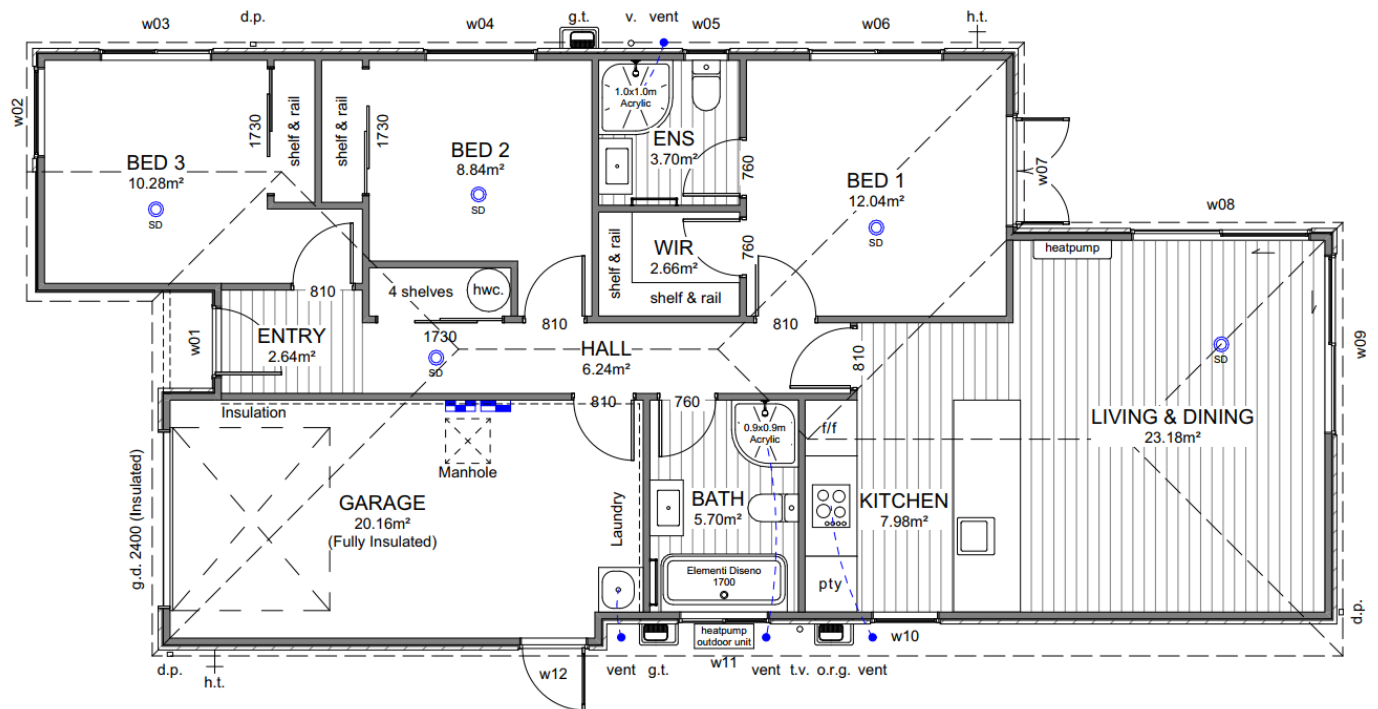 w03
d.p.
w04
g.t.
v.
vent
w05
w06
h.t.
w02
1730
shelf & rail
shelf & rail
1730
1.0x1.0m
Acrylic
ENS
3.70m²
760
BED 3
10.28m²
SD
BED 2
8.84m²
SD
BED 1
12.04m²
SD
w07
w08
heatpump
WIR
2.66m²
760
shelf & rail
shelf & rail
810
4 shelves
hwc.
w01
ENTRY
2.64m²
1730
SD
810
HALL
6.24m²
810
810
SD
w09
Insulation
810
760
0.9x0.9m
Acrylic
f/f
LIVING & DINING
23.18m²
Manhole
g.d. 2400 (Insulated)
GARAGE
20.16m²
(Fully Insulated)
Laundry
BATH
5.70m²
KITCHEN
7.98m²
Elementi Diseno
1700
pty
d.p.
heatpump
outdoor unit
w10
d.p.
h.t.
w12
vent
g.t.
w11
vent
t.v.
o.r.g.
vent